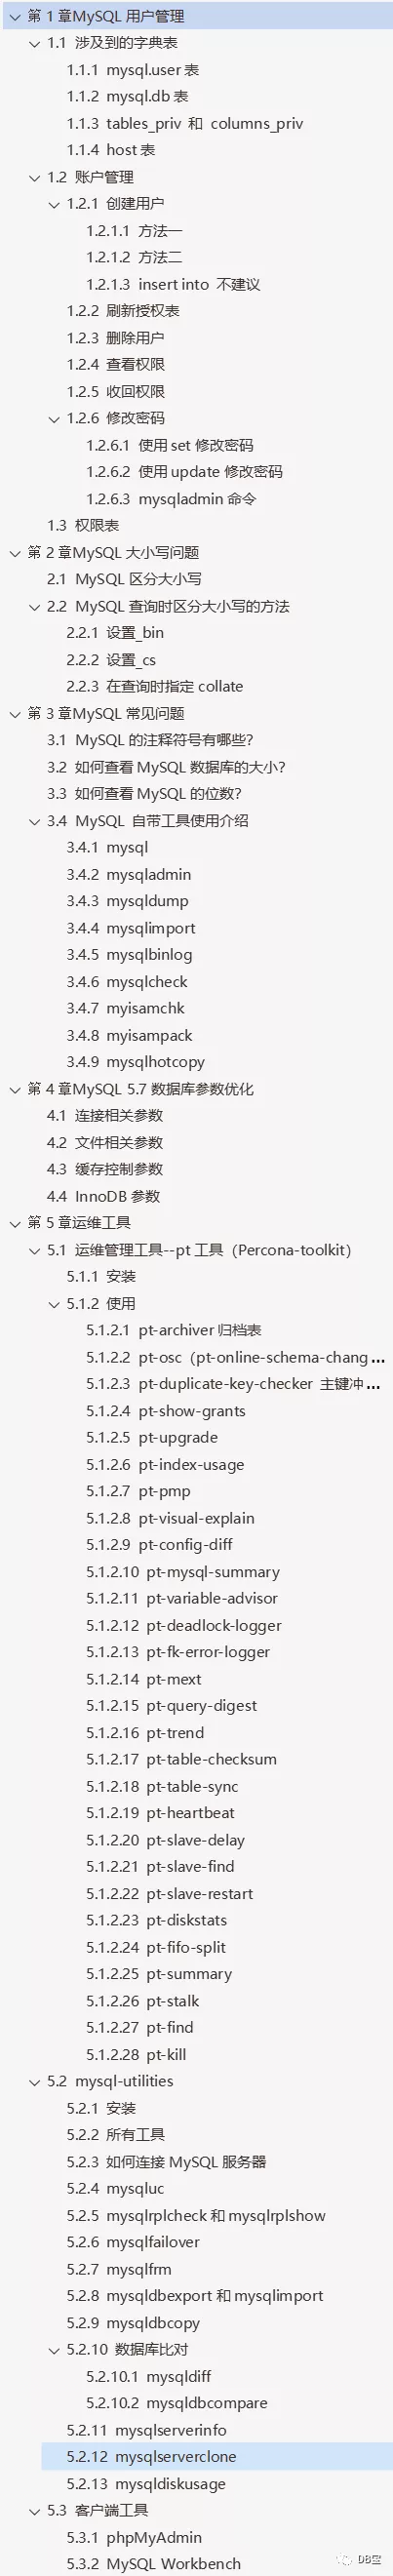 第 1 章MySQL 用户管理
1.1 涉及到的字典表
1.1.1 mysql.user 表
1.1.2 mysql.db 表
1.1.3 tables_priv 和 columns_priv
1.1.4 host 表
1.2 账户管理
1.2.1 创建用户
1.2.1.1 方法一
1.2.1.2 方法二
1.2.1.3 insert into 不建议
1.2.2 刷新授权表
1.2.3 删除用户
1.2.4 查看权限
1.2.5 收回权限
1.2.6 修改密码
1.2.6.1 使用 set 修改密码
1.2.6.2 使用 update 修改密码
1.2.6.3 mysqladmin 命令
1.3 权限表
第 2 章MySQL 大小写问题
2.1 MySQL 区分大小写
2.2 MySQL 查询时区分大小写的方法
2.2.1 设置_bin
2.2.2 设置_cs
2.2.3 在查询时指定 collate
第 3 章MySQL 常见问题
3.1 MySQL 的注释符号有哪些?
3.2 如何查看 MySQL 数据库的大小?
3.3 如何查看 MySQL 的位数?
3.4 MySQL 自带工具使用介绍
3.4.1 mysql
3.4.2 mysqladmin
3.4.3 mysqldump
3.4.4 mysqlimport
3.4.5 mysqlbinlog
3.4.6 mysqlcheck
3.4.7 myisamchk
3.4.8 myisampack
3.4.9 mysqlhotcopy
第 4 章MySQL 5.7 数据库参数优化
4.1 连接相关参数
4.2 文件相关参数
4.3 缓存控制参数
4.4 InnoDB 参数
第 5 章运维工具
5.1 运维管理工具--pt 工具（Percona-toolkit）
5.1.1 安装
5.1.2 使用
5.1.2.1 pt-archiver 归档表
5.1.2.2 pt-osc（pt-online-schema-chang ...
5.1.2.3 pt-duplicate-key-checker 主键冲 ...
5.1.2.4 pt-show-grants
5.1.2.5 pt-upgrade
5.1.2.6 pt-index-usage
5.1.2.7 pt-pmp
5.1.2.8 pt-visual-explain
5.1.2.9 pt-config-diff
5.1.2.10 pt-mysql-summary
5.1.2.11 pt-variable-advisor
5.1.2.12 pt-deadlock-logger
5.1.2.13 pt-fk-error-logger
5.1.2.14 pt-mext
5.1.2.15 pt-query-digest
5.1.2.16 pt-trend
5.1.2.17 pt-table-checksum
5.1.2.18 pt-table-sync
5.1.2.19 pt-heartbeat
5.1.2.20 pt-slave-delay
5.1.2.21 pt-slave-find
5.1.2.22 pt-slave-restart
5.1.2.23 pt-diskstats
5.1.2.24 pt-fifo-split
5.1.2.25 pt-summary
5.1.2.26 pt-stalk
5.1.2.27 pt-find
5.1.2.28 pt-kill
5.2 mysql-utilities
5.2.1 安装
5.2.2 所有工具
5.2.3 如何连接 MySQL 服务器
5.2.4 mysqluc
5.2.5 mysqlrplcheck 和 mysqlrplshow
5.2.6 mysqlfailover
5.2.7 mysqlfrm
5.2.8 mysqldbexport 和 mysqlimport
5.2.9 mysqldbcopy
5.2.10 数据库比对
5.2.10.1 mysqldiff
5.2.10.2 mysqldbcompare
5.2.11 mysqlserverinfo
5.2.12 mysqlserverclone
5.2.13 mysqldiskusage
5.3 客户端工具
5.3.1 phpMyAdmin
5.3.2 MySQL Workbench
DB宝